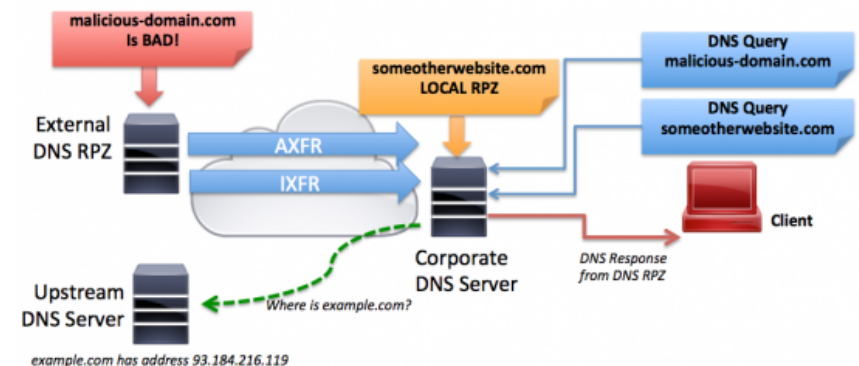 malicious-domain.com
Is BAD!
someotherwebsite.com
LOCAL RPZ
DNS Query
malicious-domain.com
DNS Query
someotherwebsite.com
External
DNS RPZ
AXFR
IXFR
Client
Corporate
DNS Server
DNS Response
from DNS RPZ
Upstream
DNS Server
Where is example.com?
example.com has address 93.184.216.119